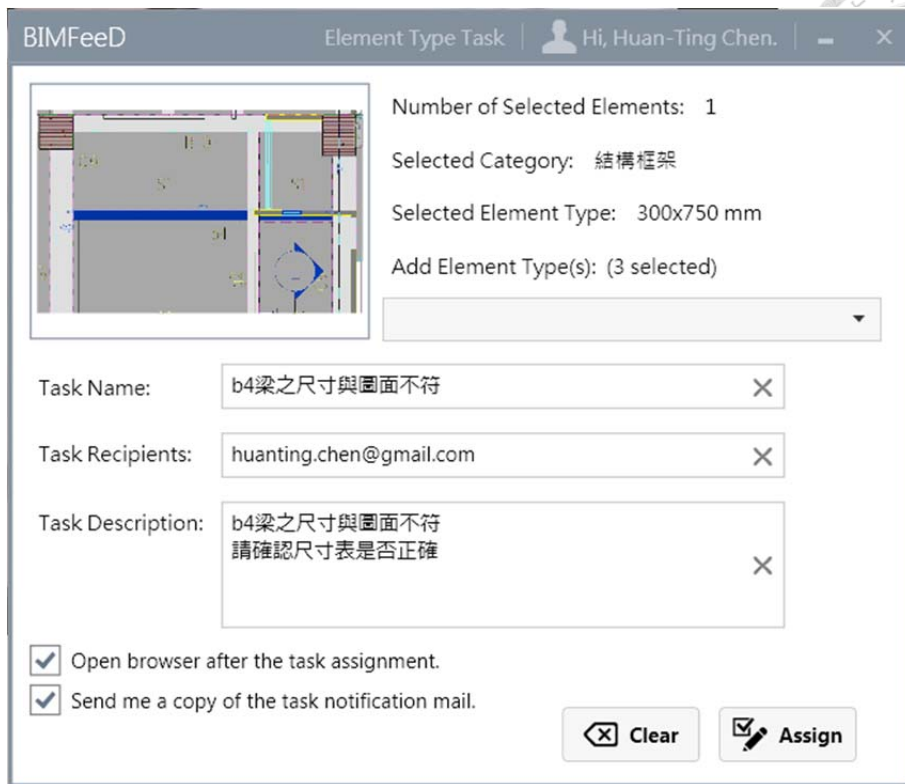 BIMFeeD
Element Type Task
Hi, Huan-Ting Chen.
Number of Selected Elements: 1
Selected Category: 結構框架
Selected Element Type: 300x750 mm
Add Element Type(s): (3 selected)
Task Name: b4梁之尺寸與圖面不符
Task Recipients: huanting.chen@gmail.com
Task Description: b4梁之尺寸與圖面不符
請確認尺寸表是否正確
Open browser after the task assignment.
Send me a copy of the task notification mail.
Clear
Assign